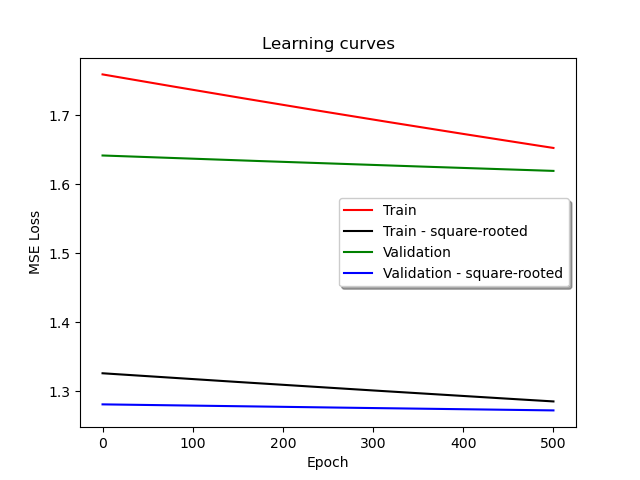 Learning curves
MSE Loss
1.7
1.6
1.5
1.4
1.3
Train
Train - square-rooted
Validation
Validation - square-rooted
0 100 200 300 400 500
Epoch